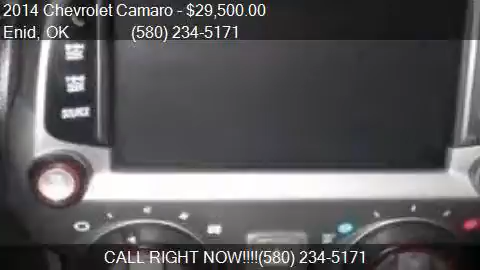 2014 Chevrolet Camaro - $29,500.00
Enid, OK (580) 234-5171
SOURCE
CALL RIGHT NOW!!!!(580) 234-5171